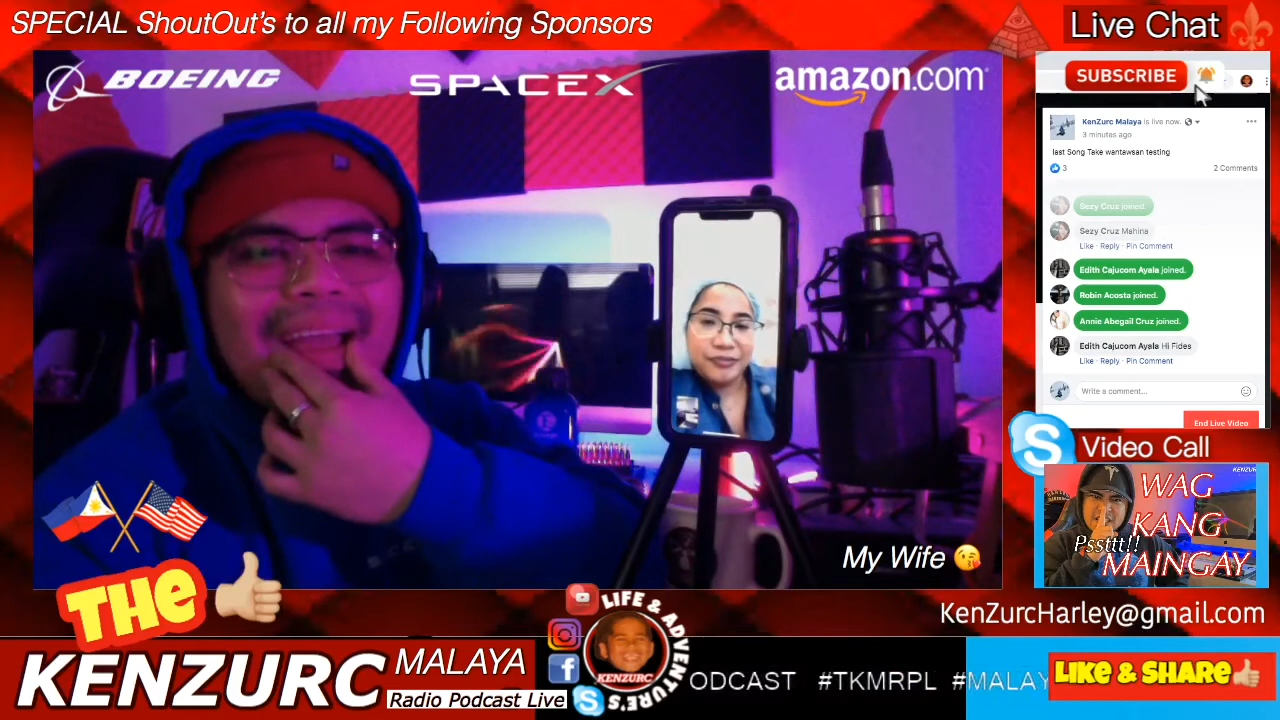 SPECIAL ShoutOut's to all my Following Sponsors
Live Chat
BOEING
SPACEX
amazon.com
SUBSCRIBE
KenZurc Malaya is live now.
3 minutes ago
last Song Take wantawsan testing
3
2 Comments
Sezy Cruz joined.
Sezy Cruz Mahina
Like · Reply · Pin Comment
Edith Cajucom Ayala joined.
Robin Acosta joined.
Annie Abegail Cruz joined.
Edith Cajucom Ayala Hi Fides
Like · Reply · Pin Comment
Write a comment...
End Live Video
Video Call
WAG
KANG
Pssttt!!
MAINGAY
My Wife
KenZurcHarley@gmail.com
THE
KENZURC
MALAYA
Radio Podcast Live
LIFE & ADVENTURE'S
KENZURC
ODCAST #TKMRPL #MALAY
LIKE & SHARE